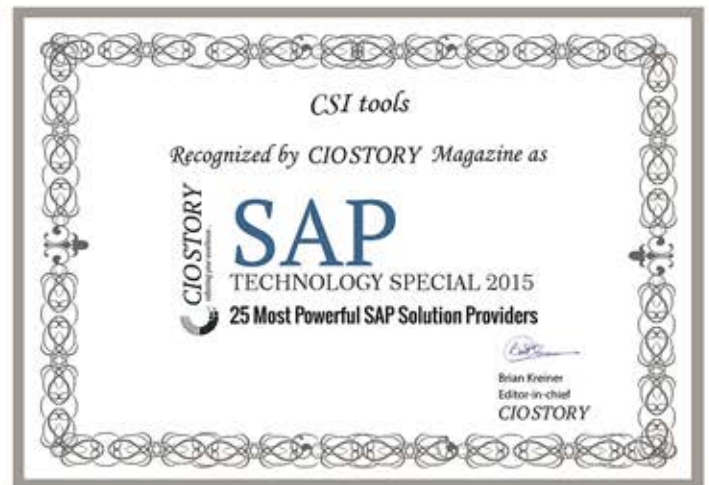 CSI tools
Recognized by CIOSTORY Magazine as
CIOSTORY
SAP
TECHNOLOGY SPECIAL 2015
25 Most Powerful SAP Solution Providers
Brian Kreiner
Editor-in-chief
CIOSTORY